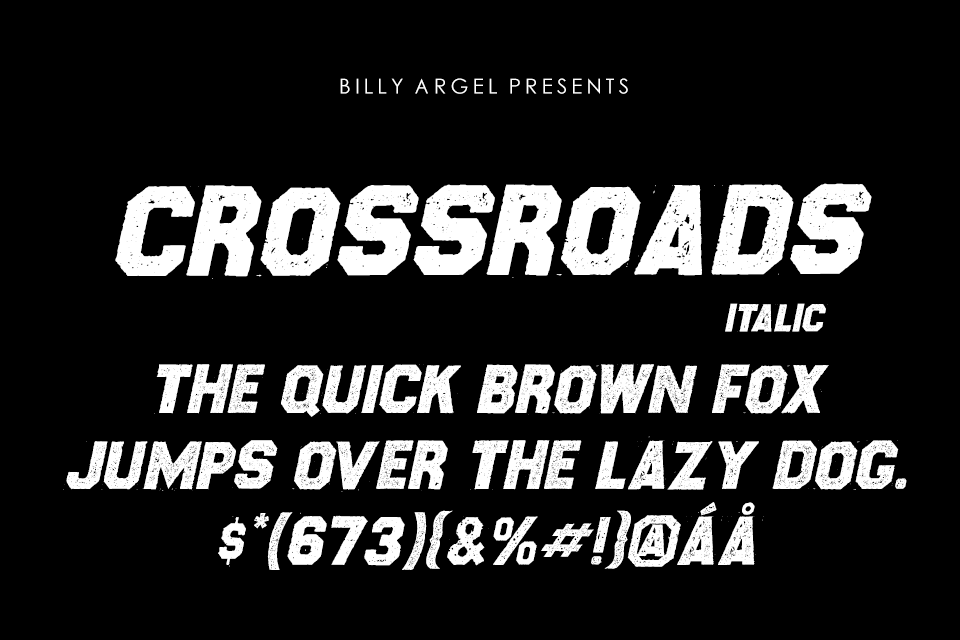 BILLY ARGEL PRESENTS
CROSSROADS
ITALIC
THE QUICK BROWN FOX
JUMPS OVER THE LAZY DOG.
$*(673){&%#!}@ÁÅ